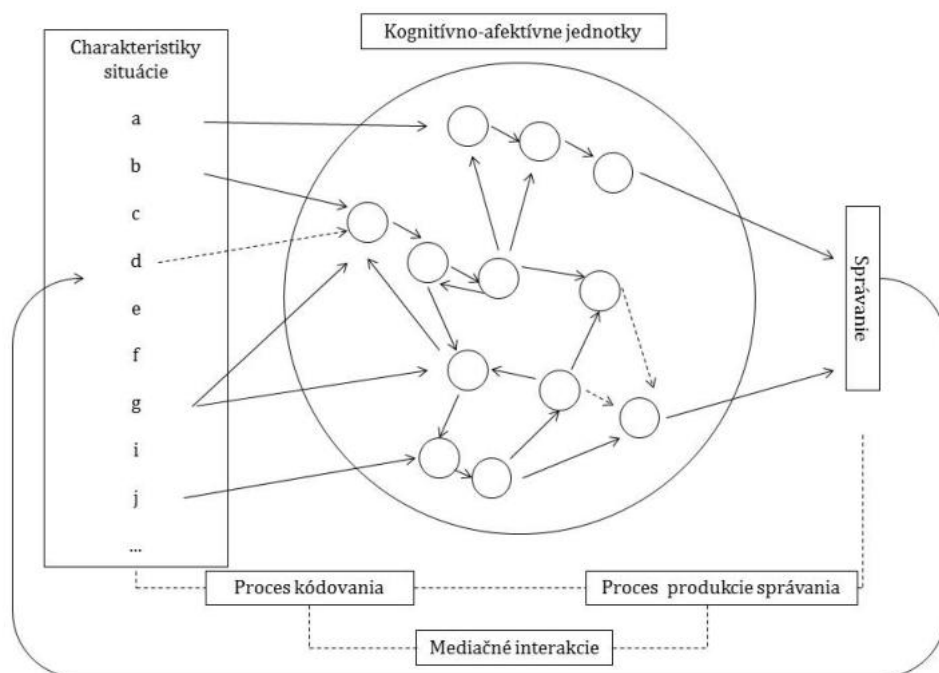 Kognitívno-afektívne jednotky
Charakteristiky
situácie
a
b
c
d
e
f
g
i
j
...
Správanie
Proces kódovania
Proces produkcie správania
Mediačné interakcie